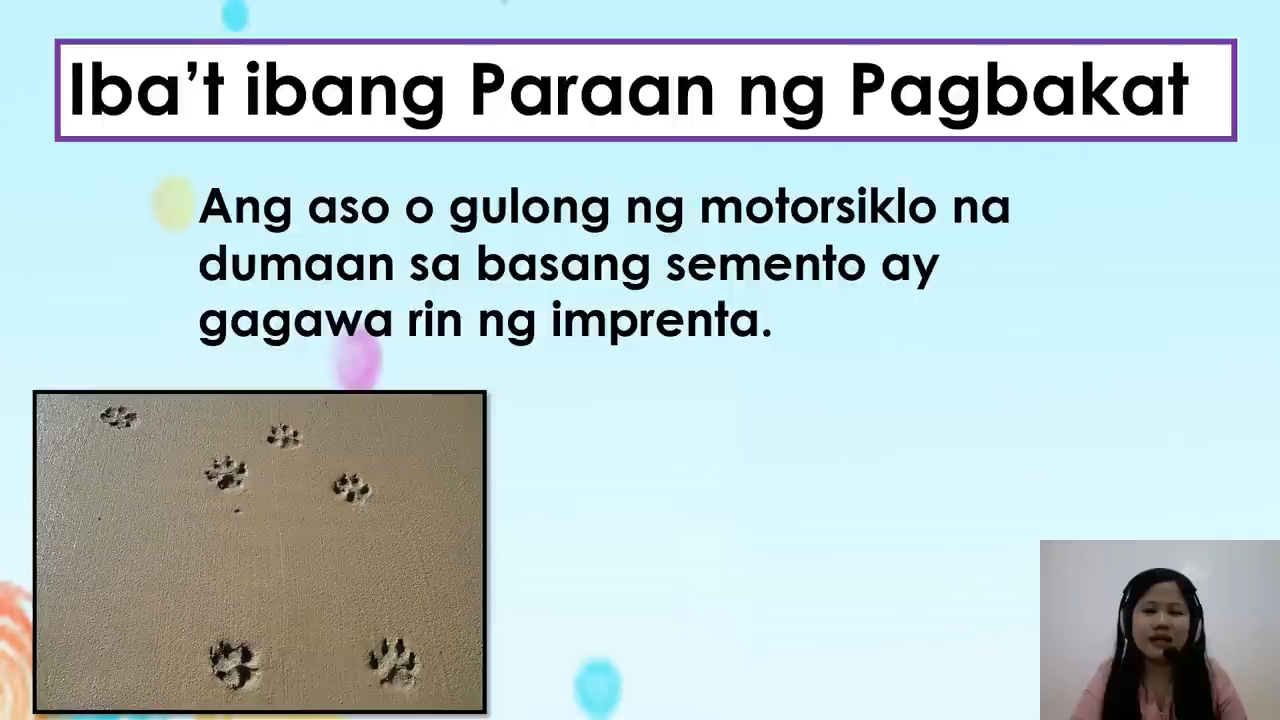 Iba't ibang Paraan ng Pagbakat
Ang aso o gulong ng motorsiklo na
dumaan sa basang semento ay
gagawa rin ng imprenta.